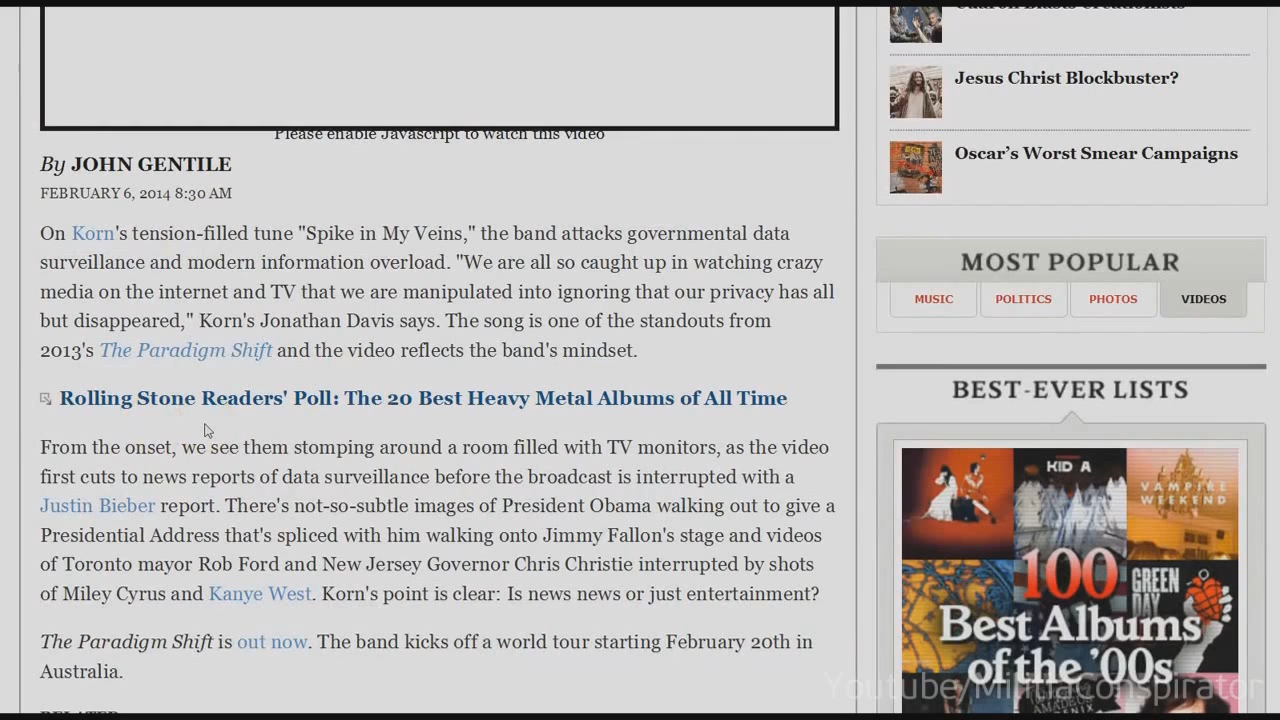 Please enable Javascript to watch this video
By JOHN GENTILE
FEBRUARY 6, 2014 8:30 AM
On Korn's tension-filled tune "Spike in My Veins," the band attacks governmental data
surveillance and modern information overload. "We are all so caught up in watching crazy
media on the internet and TV that we are manipulated into ignoring that our privacy has all
but disappeared," Korn's Jonathan Davis says. The song is one of the standouts from
2013's The Paradigm Shift and the video reflects the band's mindset.
Rolling Stone Readers' Poll: The 20 Best Heavy Metal Albums of All Time
From the onset, we see them stomping around a room filled with TV monitors, as the video
first cuts to news reports of data surveillance before the broadcast is interrupted with a
Justin Bieber report. There's not-so-subtle images of President Obama walking out to give a
Presidential Address that's spliced with him walking onto Jimmy Fallon's stage and videos
of Toronto mayor Rob Ford and New Jersey Governor Chris Christie interrupted by shots
of Miley Cyrus and Kanye West. Korn's point is clear: Is news news or just entertainment?
The Paradigm Shift is out now. The band kicks off a world tour starting February 20th in
Australia.
Jesus Christ Blockbuster?
Oscar's Worst Smear Campaigns
MOST POPULAR
MUSIC
POLITICS
PHOTOS
VIDEOS
BEST-EVER LISTS
KID A
VAMPIRE
WEEKEND
GREEN
DAY
100
Best Albums
of the '00s
Youtube/MilitiaConspirator